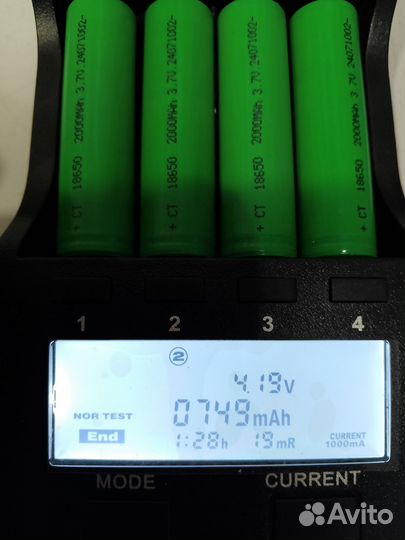 + CT 18650 2000MAh 3.7V.24071002-
+ CT 18650 2000MAh 3.7V.24071002-
+ CT 18650 2000MAh 3.7V.24071002-
+ CT 18650 2000MAh 3.7V.24071002-
1 2 3 4
2
4.19V
NOR TEST 0749mAh
End 1:28h 19mR CURRENT 1000mA
MODE CURRENT
Avito